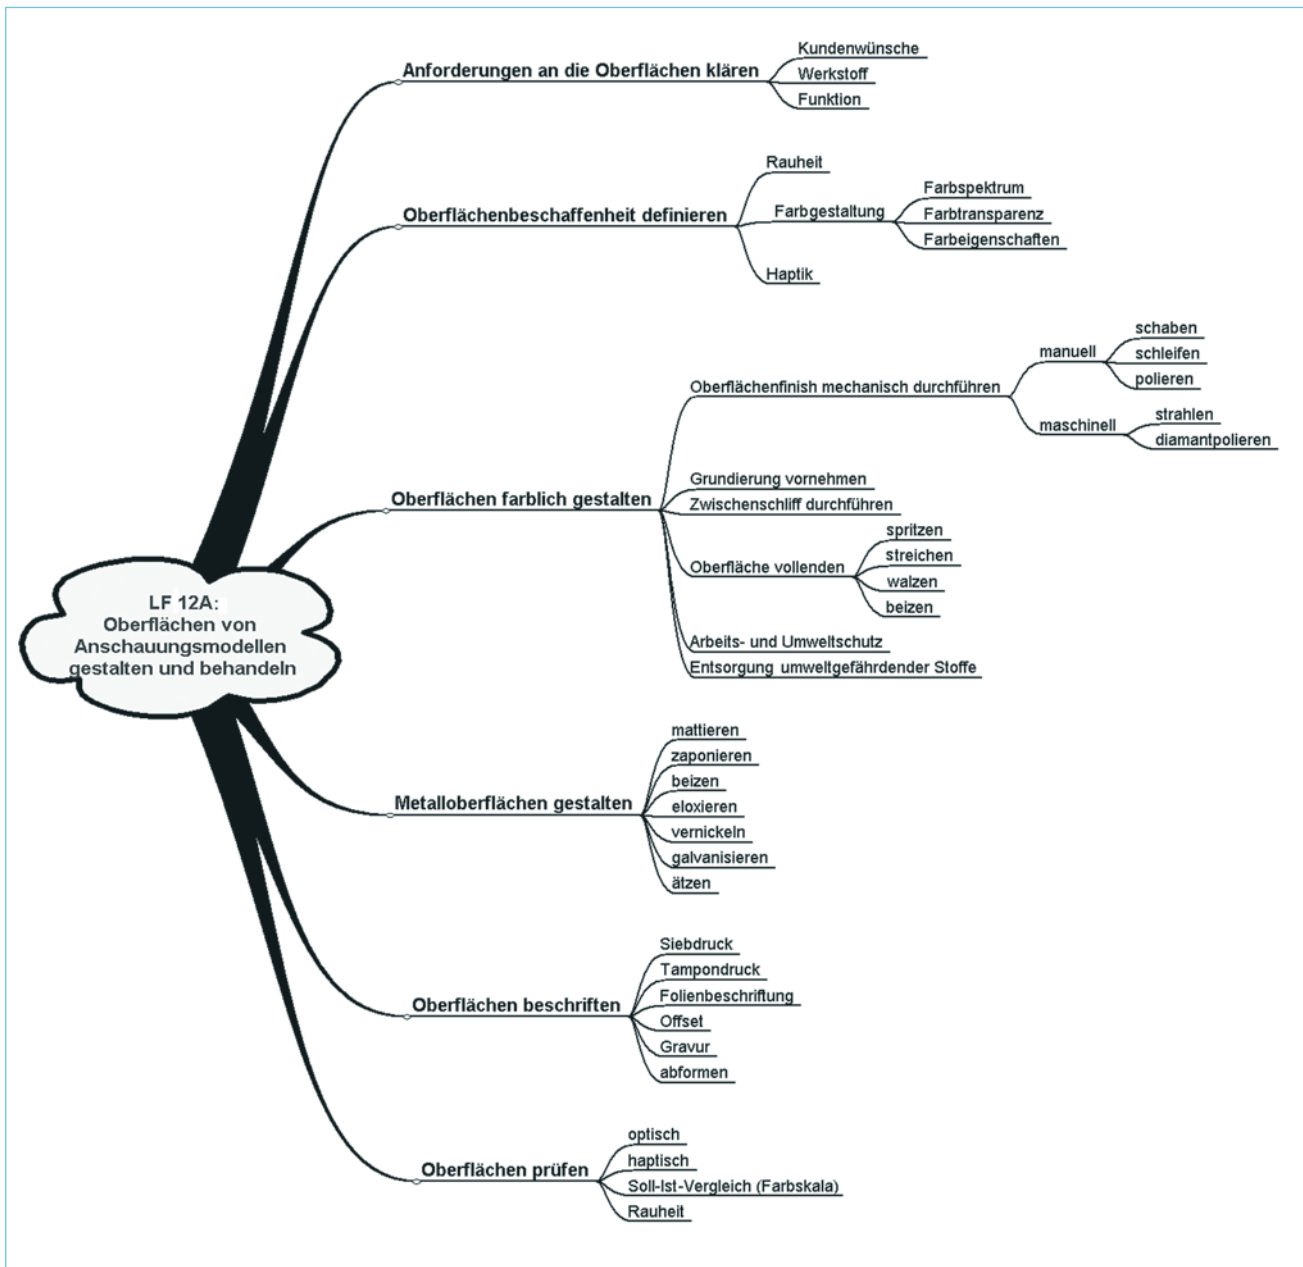 Anforderungen an die Oberflächen klären
Kundenwünsche
Werkstoff
Funktion
Oberflächenbeschaffenheit definieren
Rauheit
Farbgestaltung
Farbspektrum
Farbtransparenz
Farbeigenschaften
Haptik
Oberflächen farblich gestalten
Oberflächenfinish mechanisch durchführen
manuell
schaben
schleifen
polieren
maschinell
strahlen
diamantpolieren
Grundierung vornehmen
Zwischenschliff durchführen
Oberfläche vollenden
spritzen
streichen
walzen
beizen
Arbeits- und Umweltschutz
Entsorgung umweltgefährdender Stoffe
LF 12A:
Oberflächen von
Anschauungsmodellen
gestalten und behandeln
Metalloberflächen gestalten
mattieren
zaponieren
beizen
eloxieren
vernickeln
galvanisieren
ätzen
Oberflächen beschriften
Siebdruck
Tampondruck
Folienbeschriftung
Offset
Gravur
abformen
Oberflächen prüfen
optisch
haptisch
Soll-Ist-Vergleich (Farbskala)
Rauheit